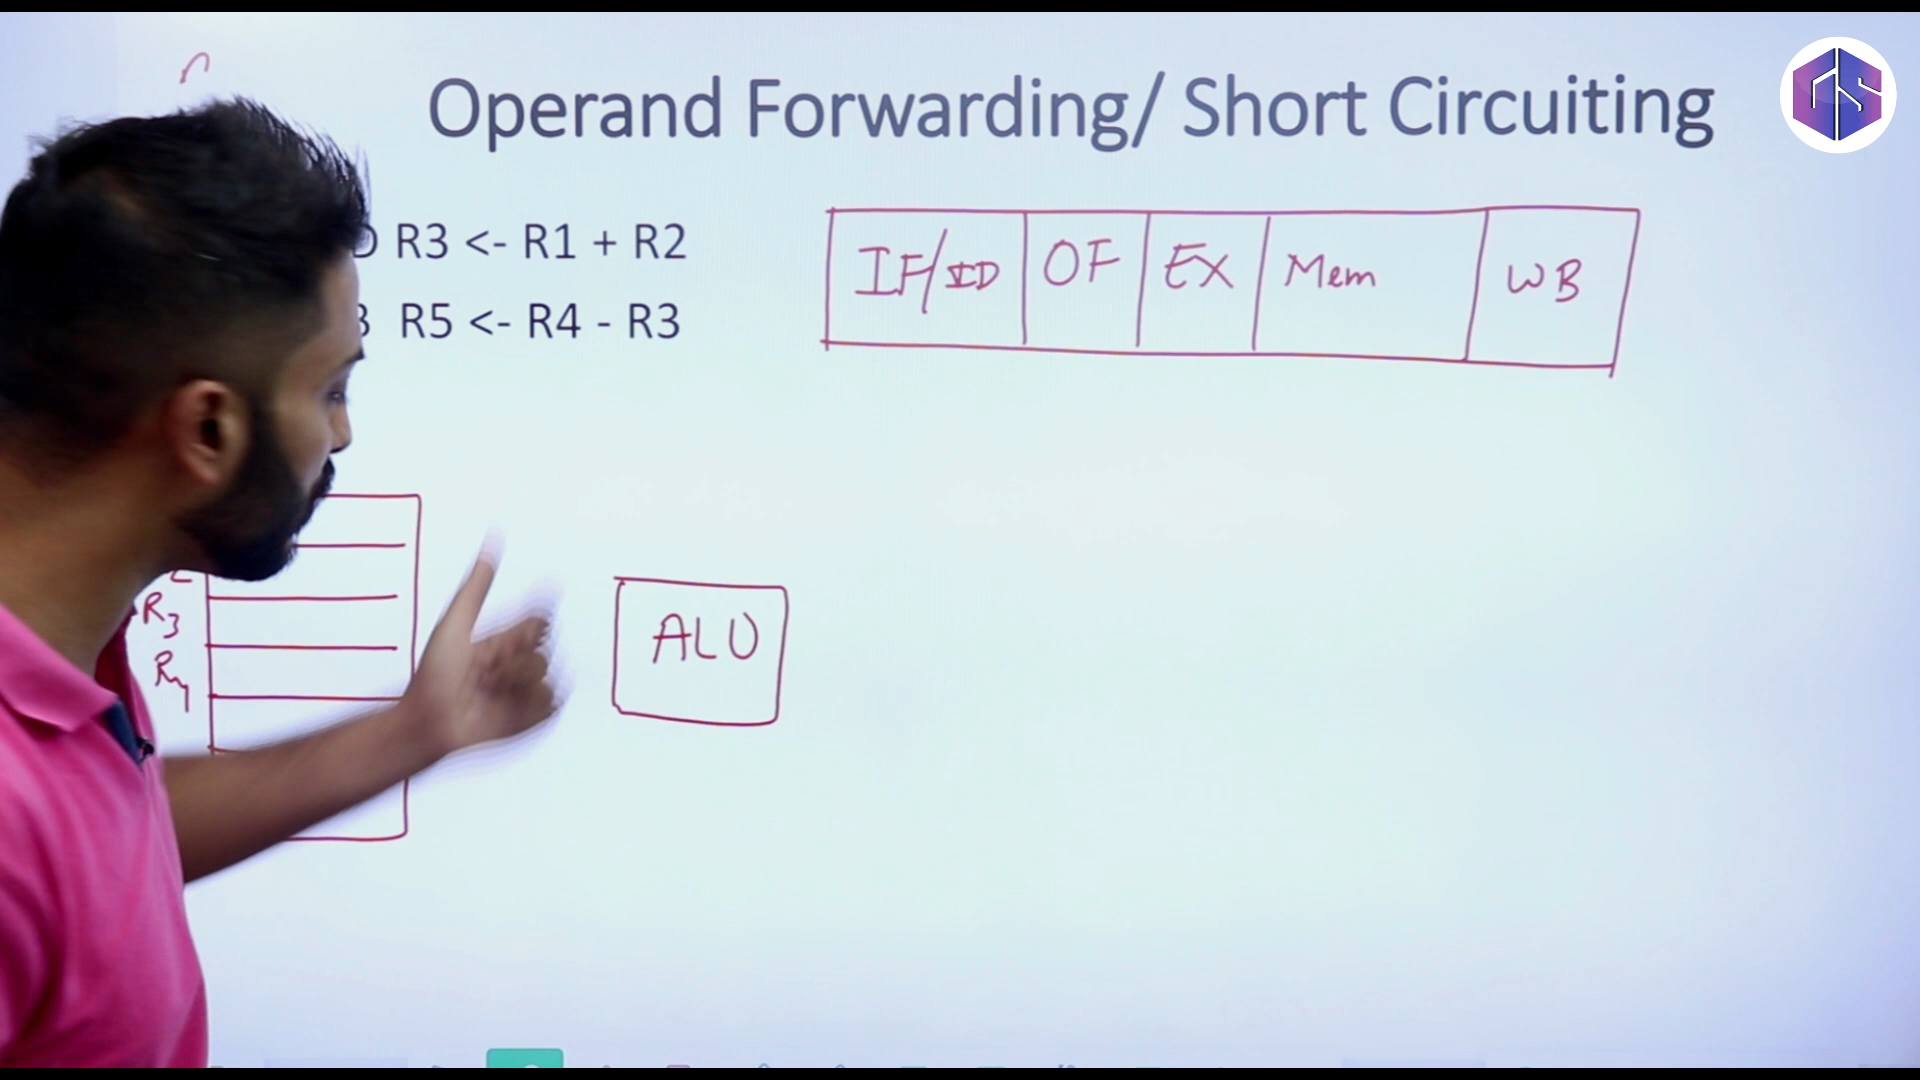 Operand Forwarding/ Short Circuiting
D R3 <- R1 + R2
B R5 <- R4 - R3
IF/ID OF EX Mem WB
R3
R4
ALU